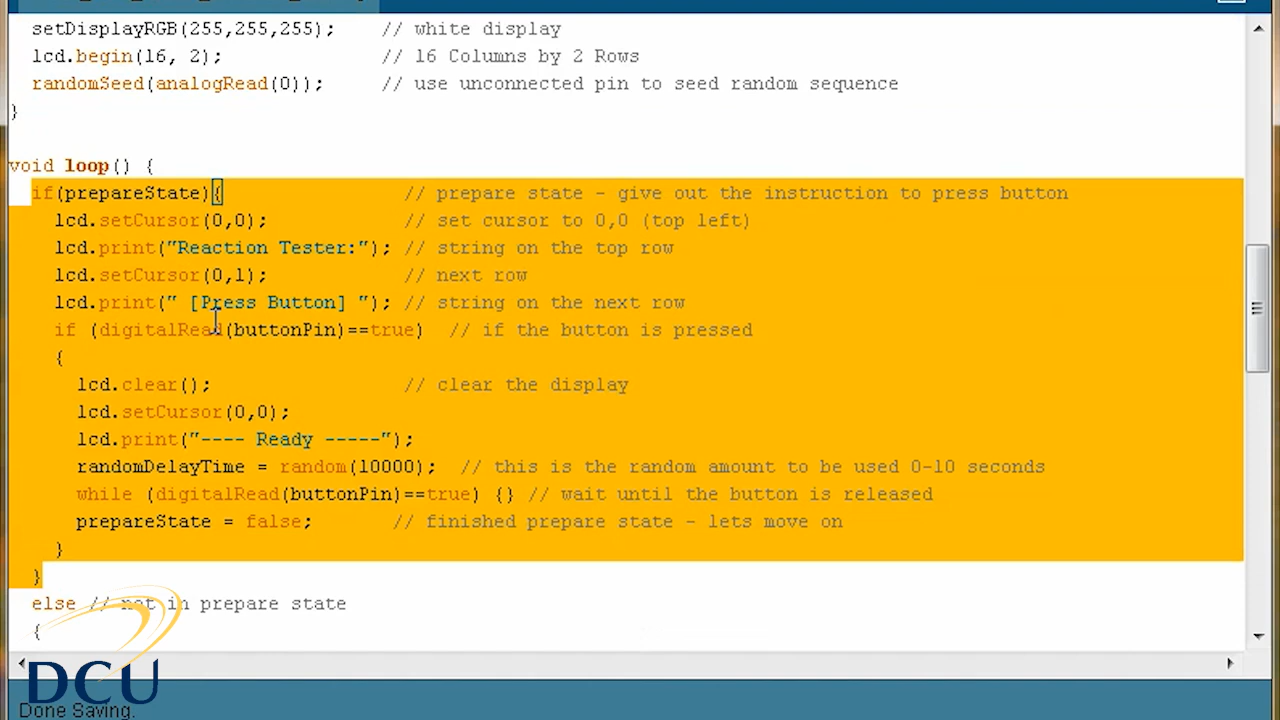 setDisplayRGB(255,255,255); // white display
lcd.begin(16, 2); // 16 Columns by 2 Rows
randomSeed(analogRead(0)); // use unconnected pin to seed random sequence
}
void loop() {
if(prepareState){ // prepare state - give out the instruction to press button
lcd.setCursor(0,0); // set cursor to 0,0 (top left)
lcd.print("Reaction Tester:"); // string on the top row
lcd.setCursor(0,1); // next row
lcd.print(" [Press Button] "); // string on the next row
if (digitalRead(buttonPin)==true) // if the button is pressed
{
lcd.clear(); // clear the display
lcd.setCursor(0,0);
lcd.print("---- Ready -----");
randomDelayTime = random(10000); // this is the random amount to be used 0-10 seconds
while (digitalRead(buttonPin)==true) {} // wait until the button is released
prepareState = false; // finished prepare state - lets move on
}
}
else // not in prepare state
{
DCU
Done Saving.